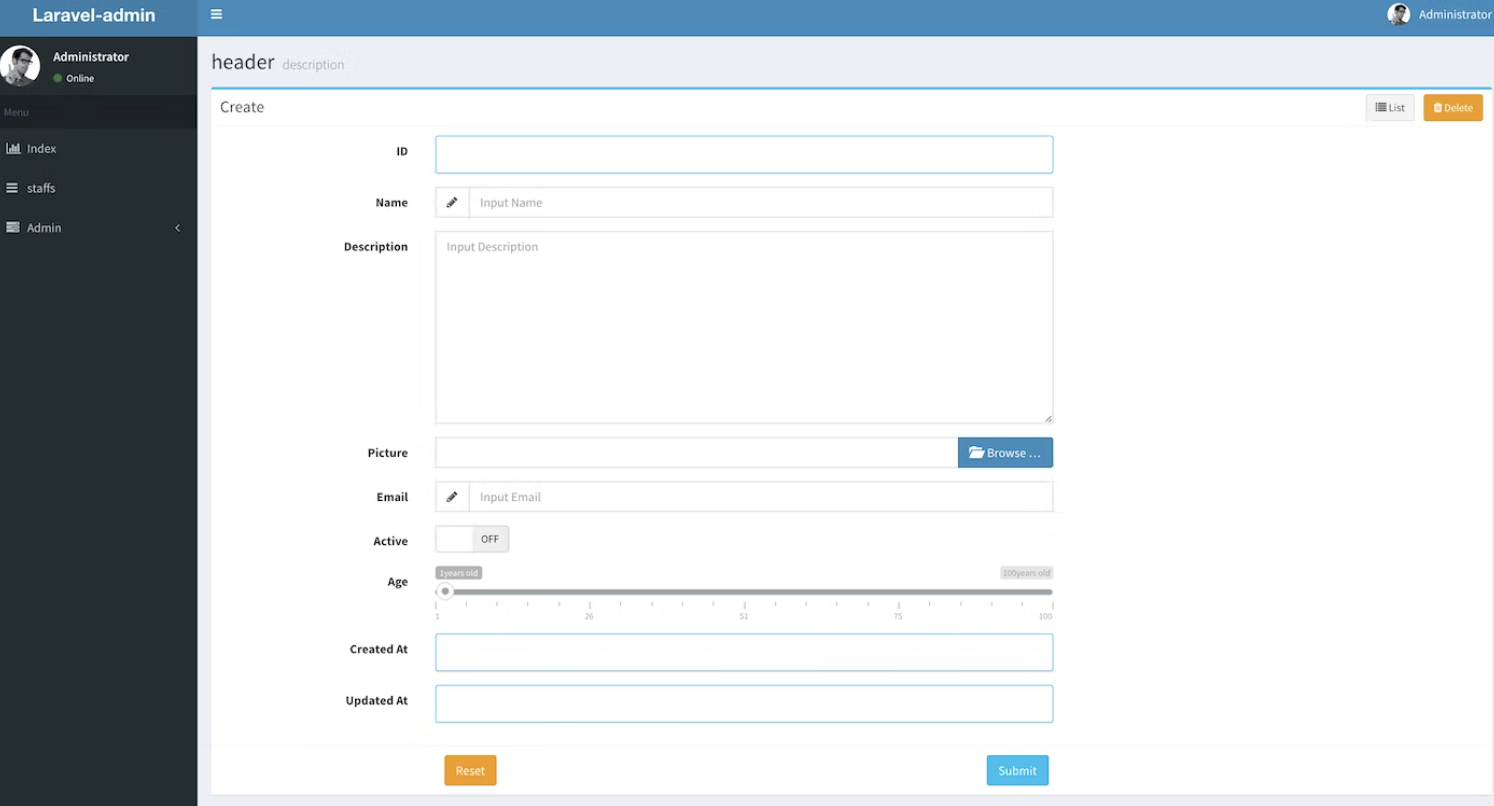 Laravel-admin
Administrator
Administrator
Online
Menu
Index
staffs
Admin
header description
Create
List
Delete
ID
Name
Input Name
Description
Input Description
Picture
Browse …
Email
Input Email
Active
OFF
Age
1years old
100years old
1 26 51 75 100
Created At
Updated At
Reset
Submit